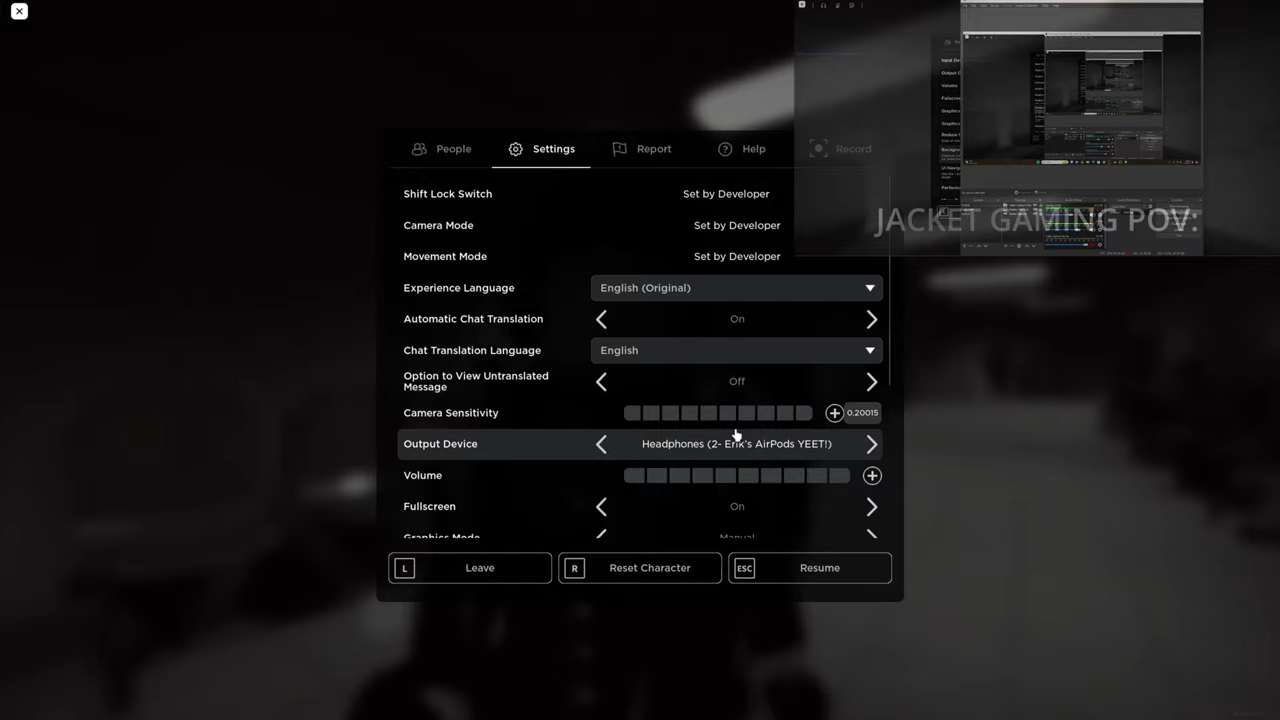 People
Settings
Report
Help
Record
Shift Lock Switch
Set by Developer
Camera Mode
Set by Developer
Movement Mode
Set by Developer
Experience Language
English (Original)
Automatic Chat Translation
On
Chat Translation Language
English
Option to View Untranslated
Message
Off
Camera Sensitivity
0.20015
Output Device
Headphones (2- Erik's AirPods YEET!)
Volume
Fullscreen
On
Graphics Mode
Manual
L
Leave
R
Reset Character
ESC
Resume
JACKET GAMING POV: